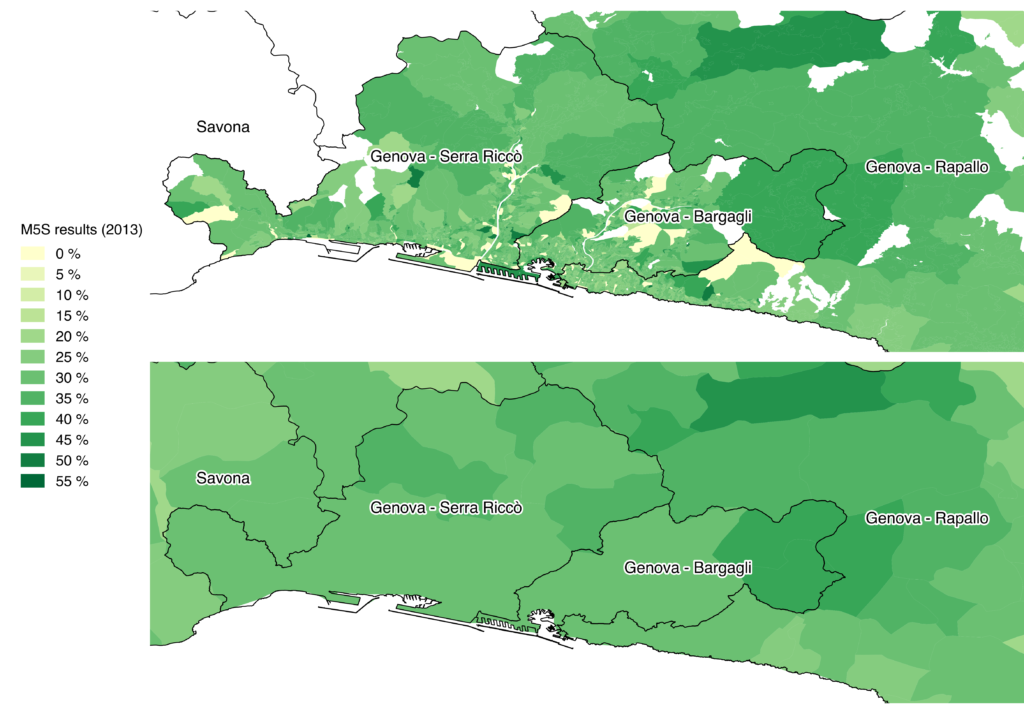 Savona
Genova - Serra Riccò
Genova - Rapallo
Genova - Bargagli
M5S results (2013)
0 %
5 %
10 %
15 %
20 %
25 %
30 %
35 %
40 %
45 %
50 %
55 %
Savona
Genova - Serra Riccò
Genova - Rapallo
Genova - Bargagli